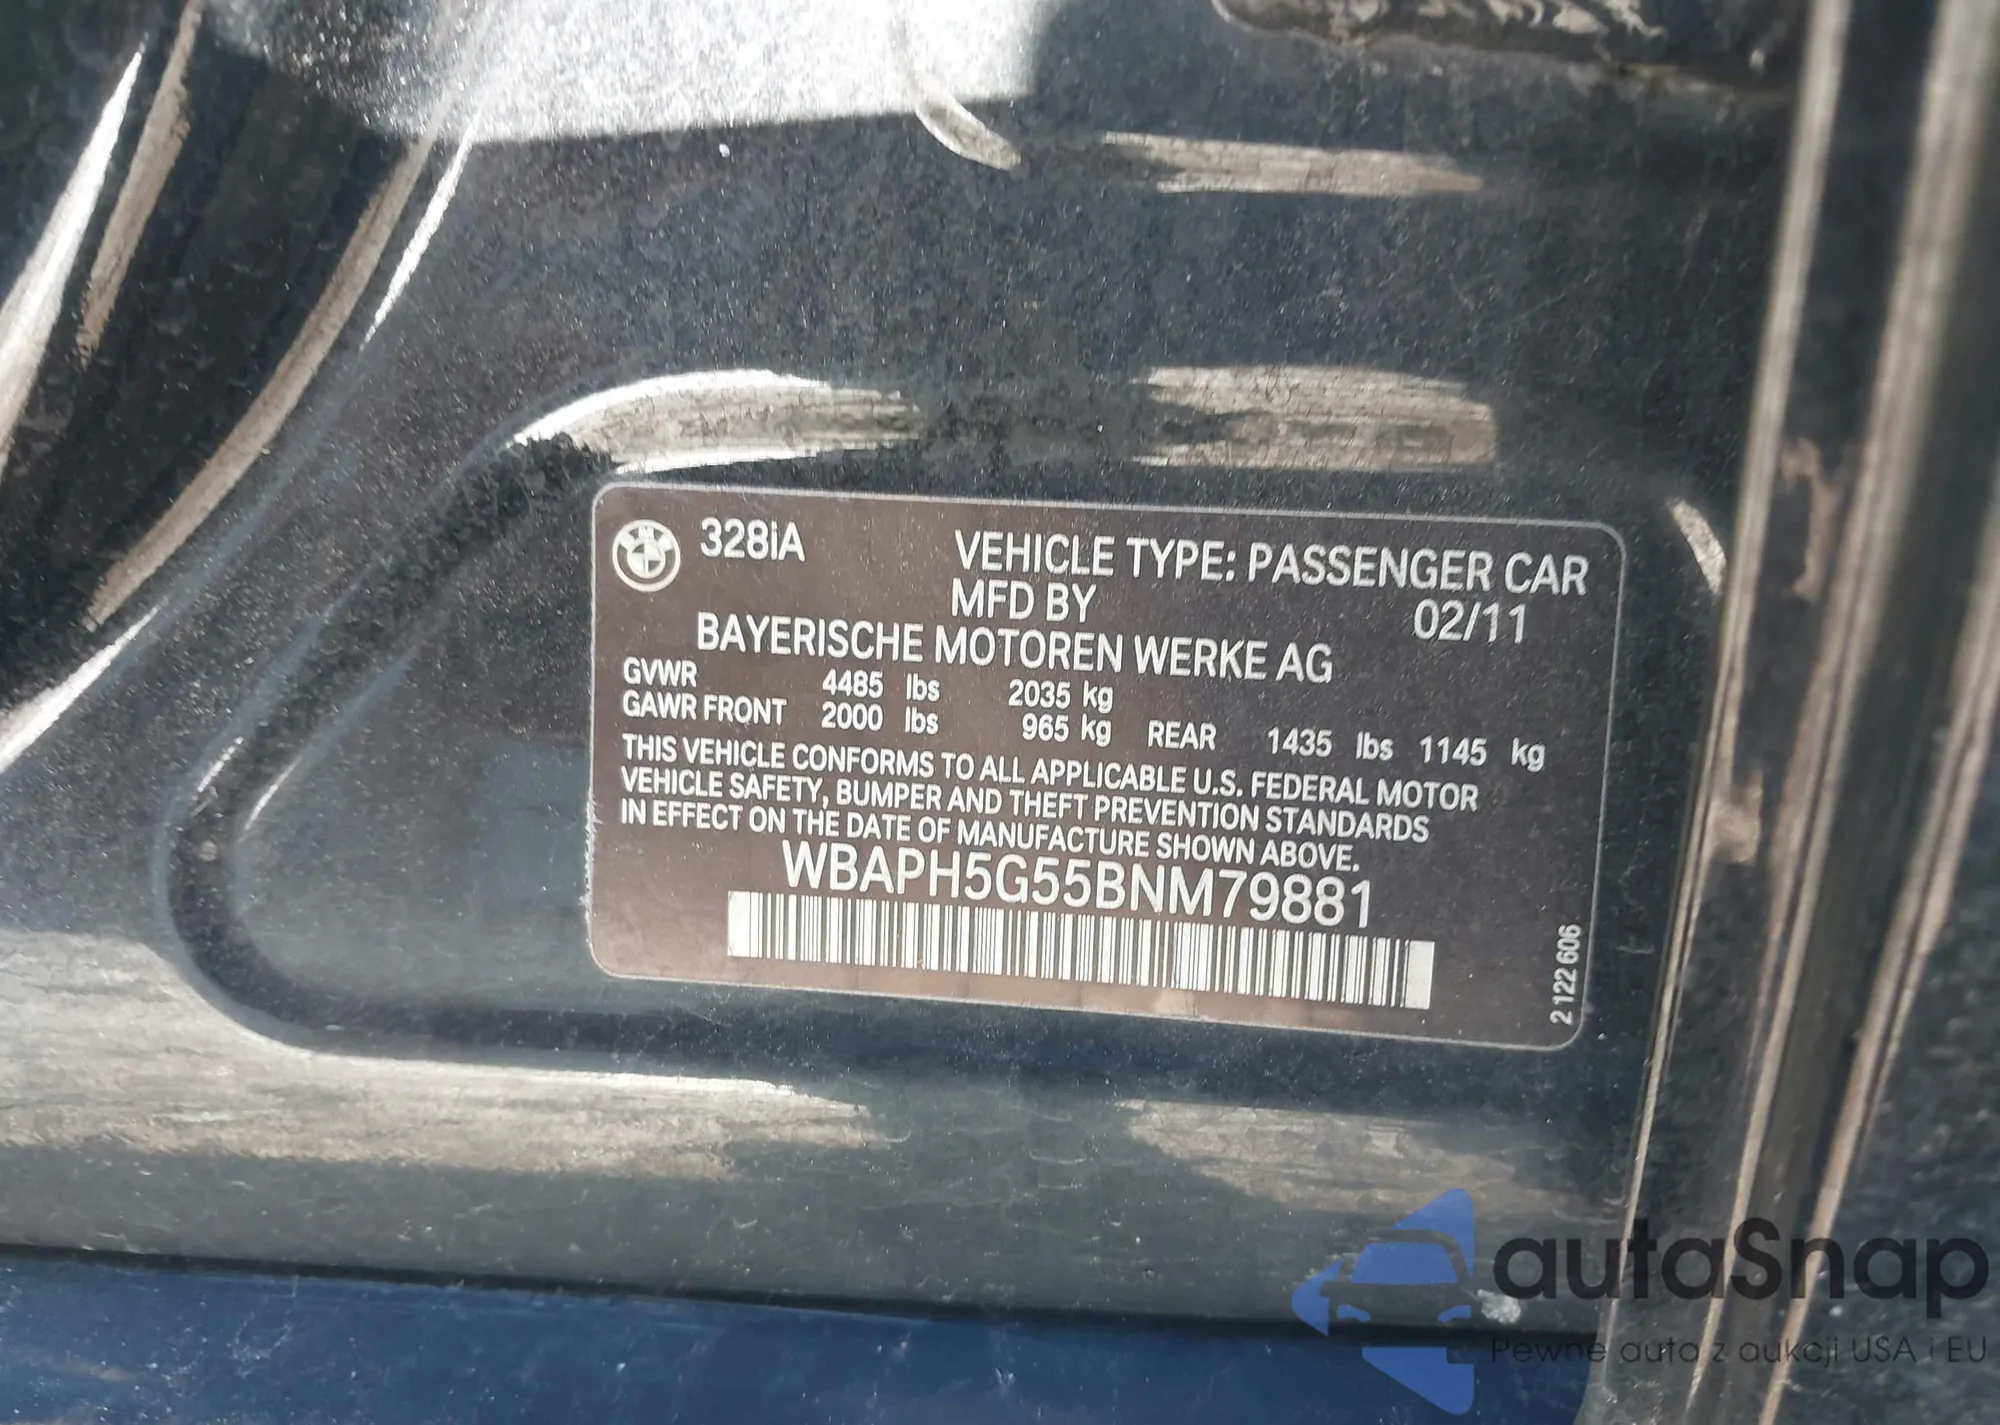 328iA VEHICLE TYPE: PASSENGER CAR
MFD BY 02/11
BAYERISCHE MOTOREN WERKE AG
GVWR 4485 lbs 2035 kg
GAWR FRONT 2000 lbs 965 kg REAR 1435 lbs 1145 kg
THIS VEHICLE CONFORMS TO ALL APPLICABLE U.S. FEDERAL MOTOR
VEHICLE SAFETY, BUMPER AND THEFT PREVENTION STANDARDS
IN EFFECT ON THE DATE OF MANUFACTURE SHOWN ABOVE.
WBAPH5G55BNM79881
2 122 606
autaSnap
Pewne auta z aukcji USA i EU